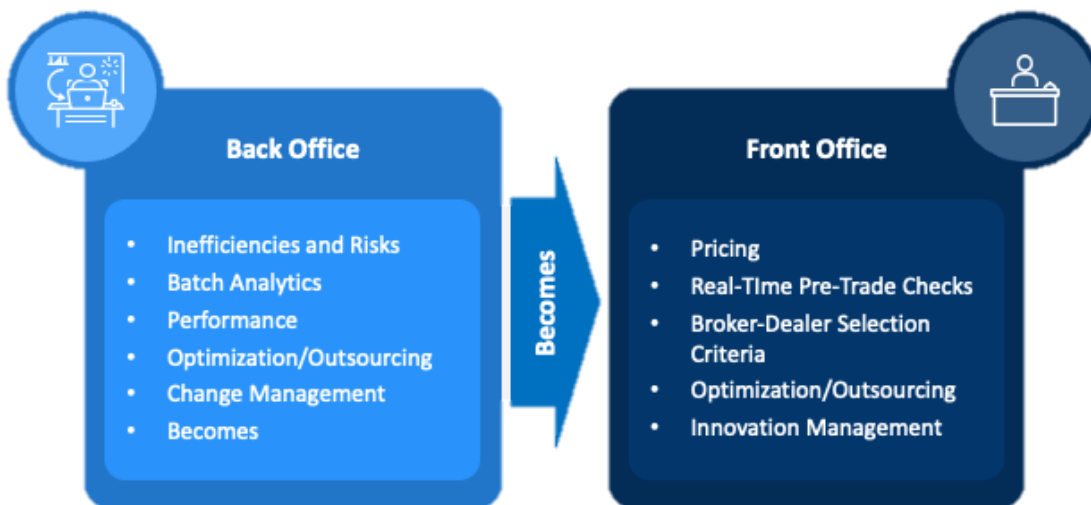 Back Office
• Inefficiencies and Risks
• Batch Analytics
• Performance
• Optimization/Outsourcing
• Change Management
• Becomes
Becomes
Front Office
• Pricing
• Real-TIme Pre-Trade Checks
• Broker-Dealer Selection
Criteria
• Optimization/Outsourcing
• Innovation Management